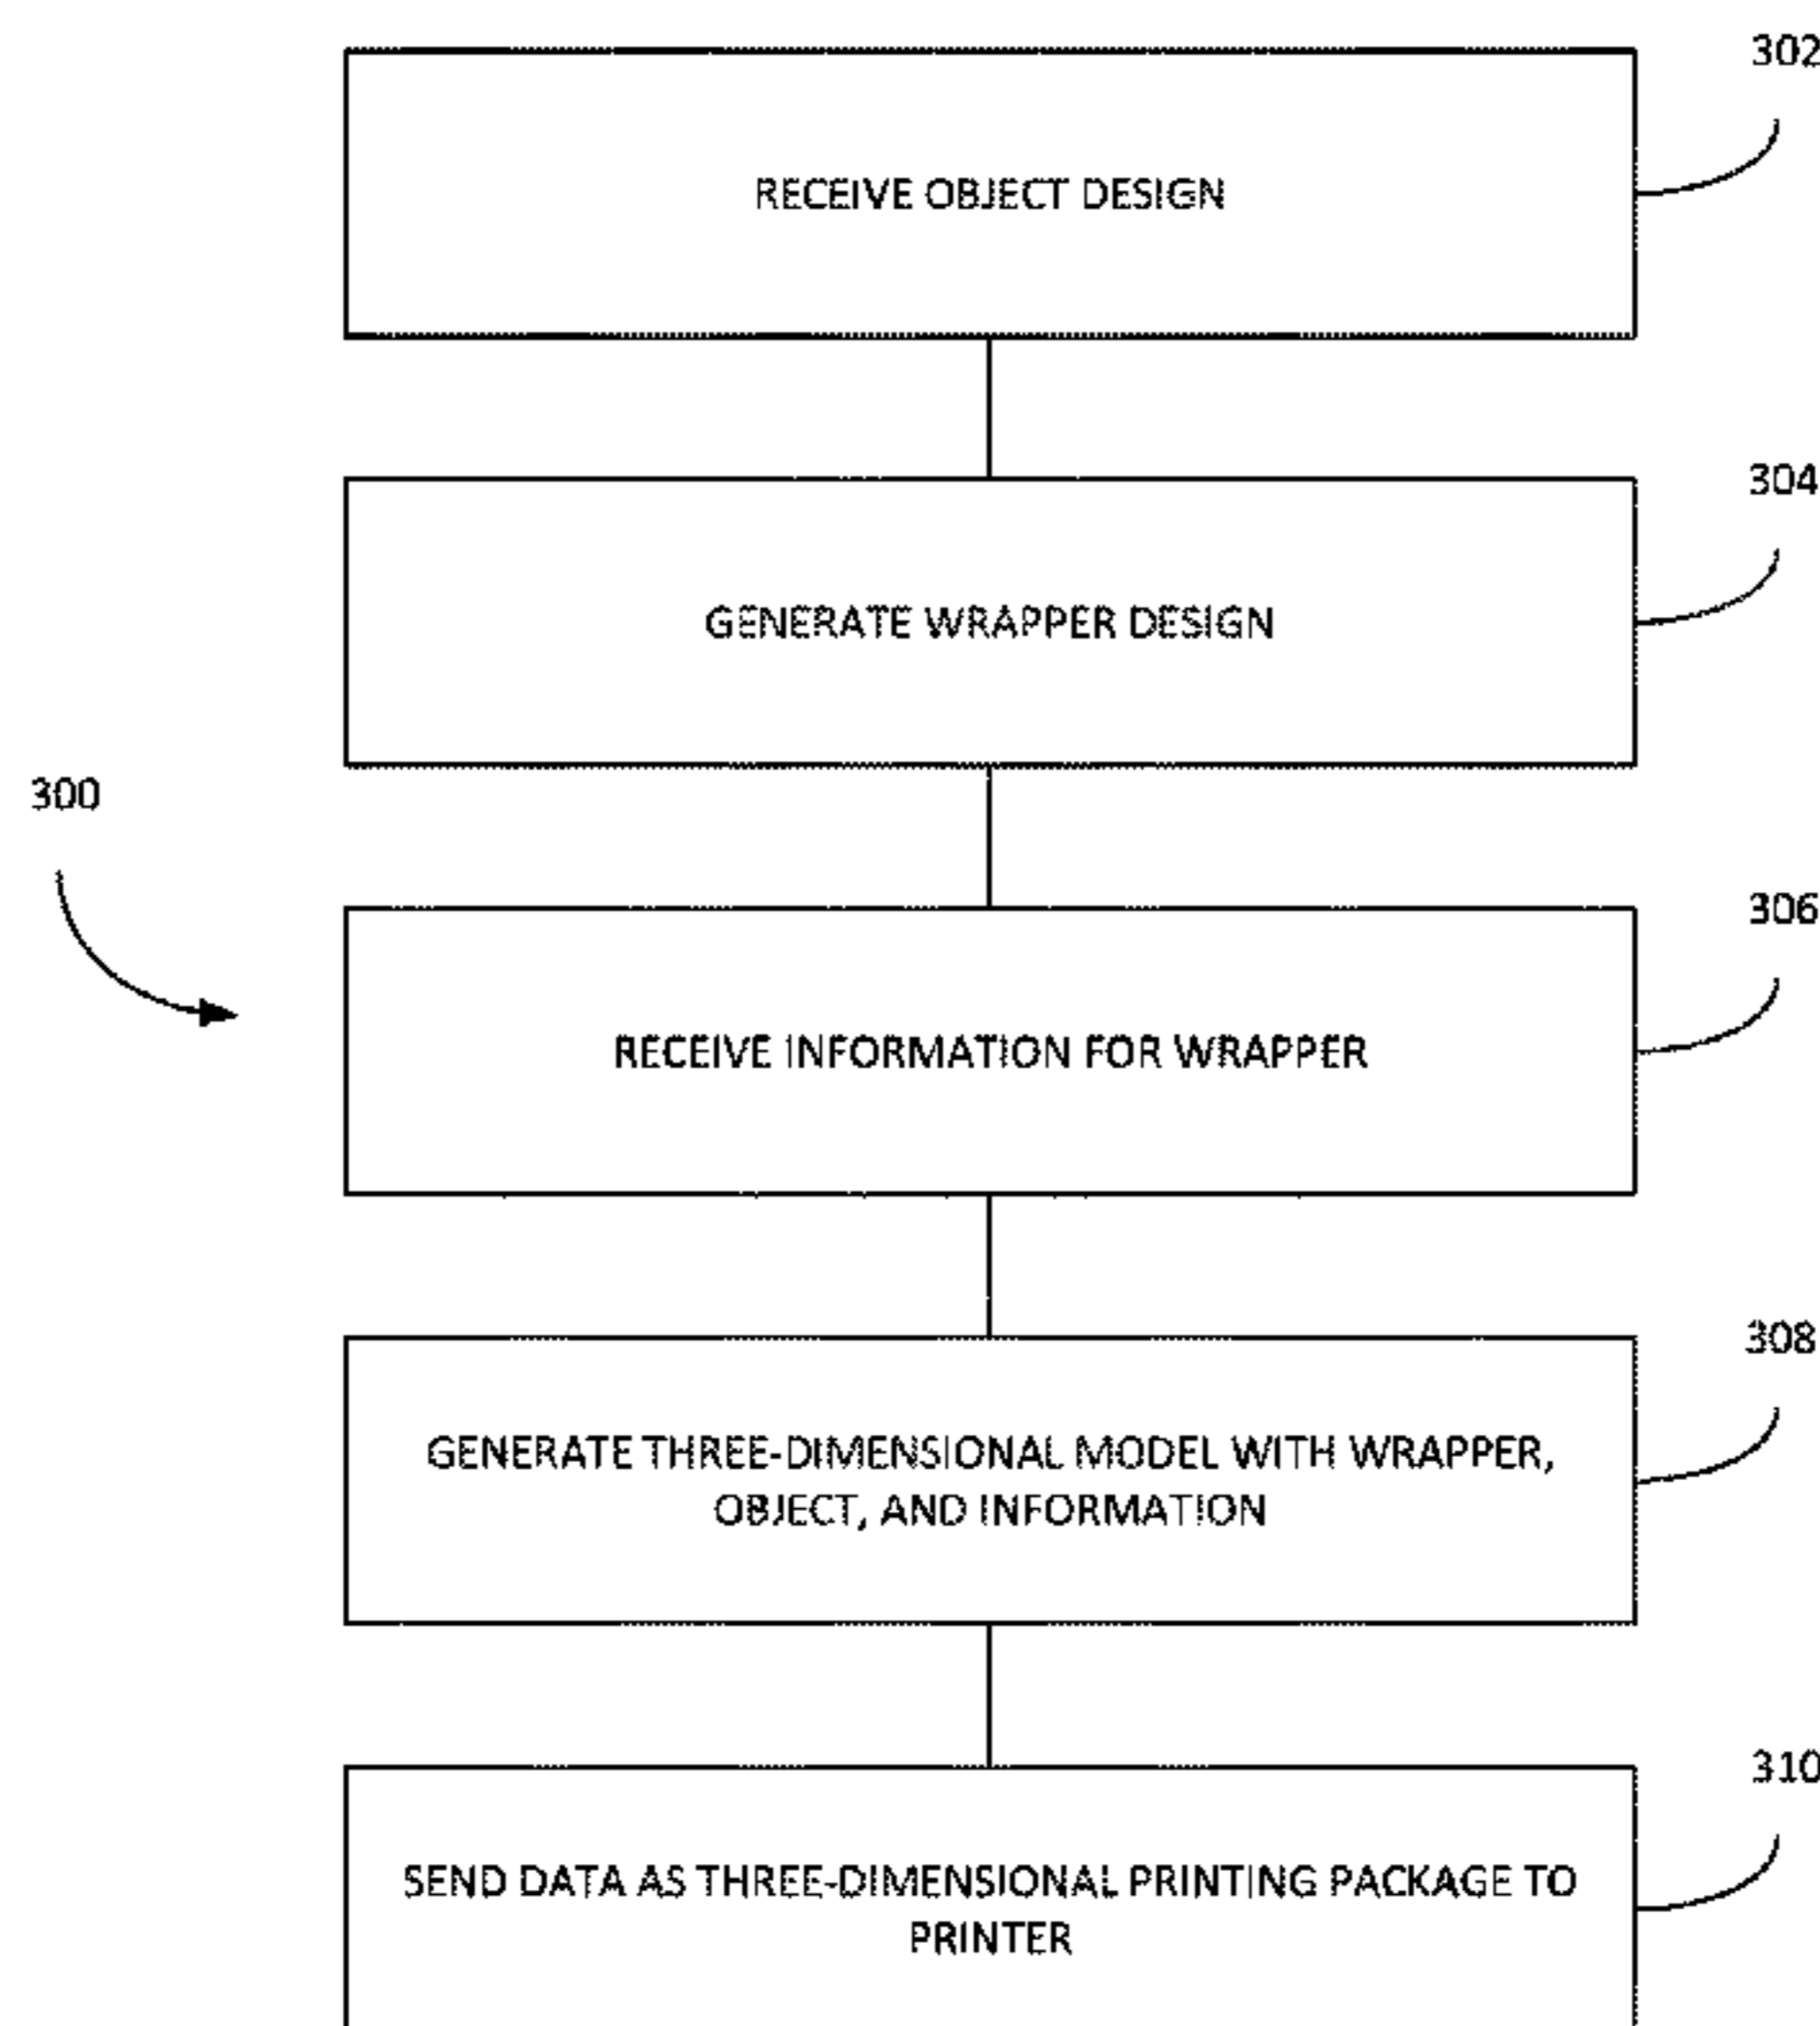 302
RECEIVE OBJECT DESIGN
304
GENERATE WRAPPER DESIGN
300
306
RECEIVE INFORMATION FOR WRAPPER
308
GENERATE THREE-DIMENSIONAL MODEL WITH WRAPPER,
OBJECT, AND INFORMATION
310
SEND DATA AS THREE-DIMENSIONAL PRINTING PACKAGE TO
PRINTER